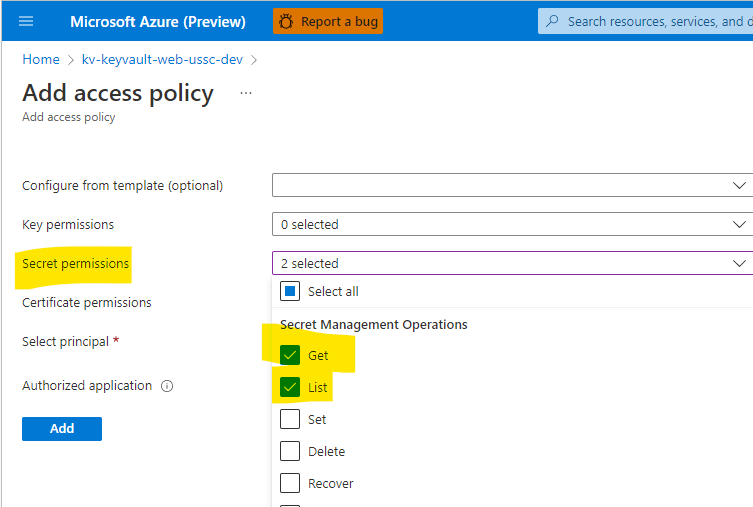 Microsoft Azure (Preview)
Report a bug
Search resources, services, and d
Home > kv-keyvault-web-ussc-dev >
Add access policy ...
Add access policy
Configure from template (optional)
Key permissions
0 selected
Secret permissions
2 selected
Select all
Certificate permissions
Secret Management Operations
Select principal *
Get
Authorized application
List
Add
Set
Delete
Recover